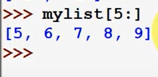 >>> mylist[5:]
[5, 6, 7, 8, 9]
>>>